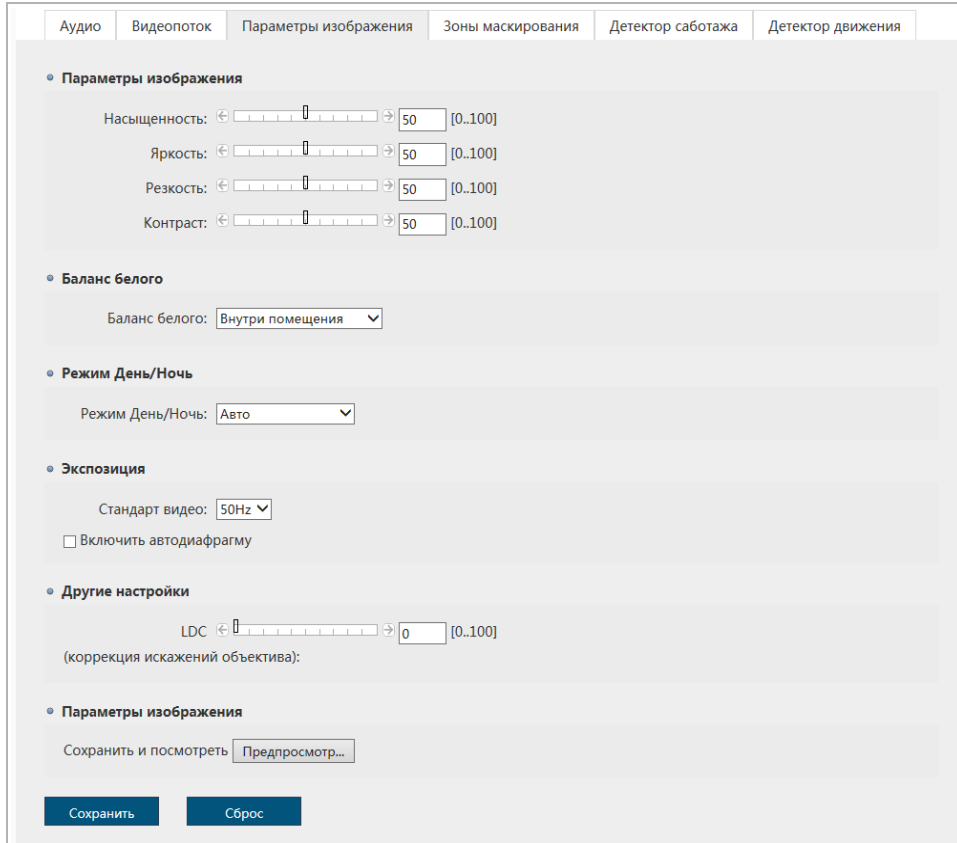 Аудио Видеопоток Параметры изображения Зоны маскирования Детектор саботажа Детектор движения
Параметры изображения
Насыщенность: 50 [0..100]
Яркость: 50 [0..100]
Резкость: 50 [0..100]
Контраст: 50 [0..100]
Баланс белого
Баланс белого: Внутри помещения
Режим День/Ночь
Режим День/Ночь: Авто
Экспозиция
Стандарт видео: 50Hz
Включить автодиафрагму
Другие настройки
LDC 0 [0..100]
(коррекция искажений объектива):
Параметры изображения
Сохранить и посмотреть Предпросмотр...
Сохранить Сброс